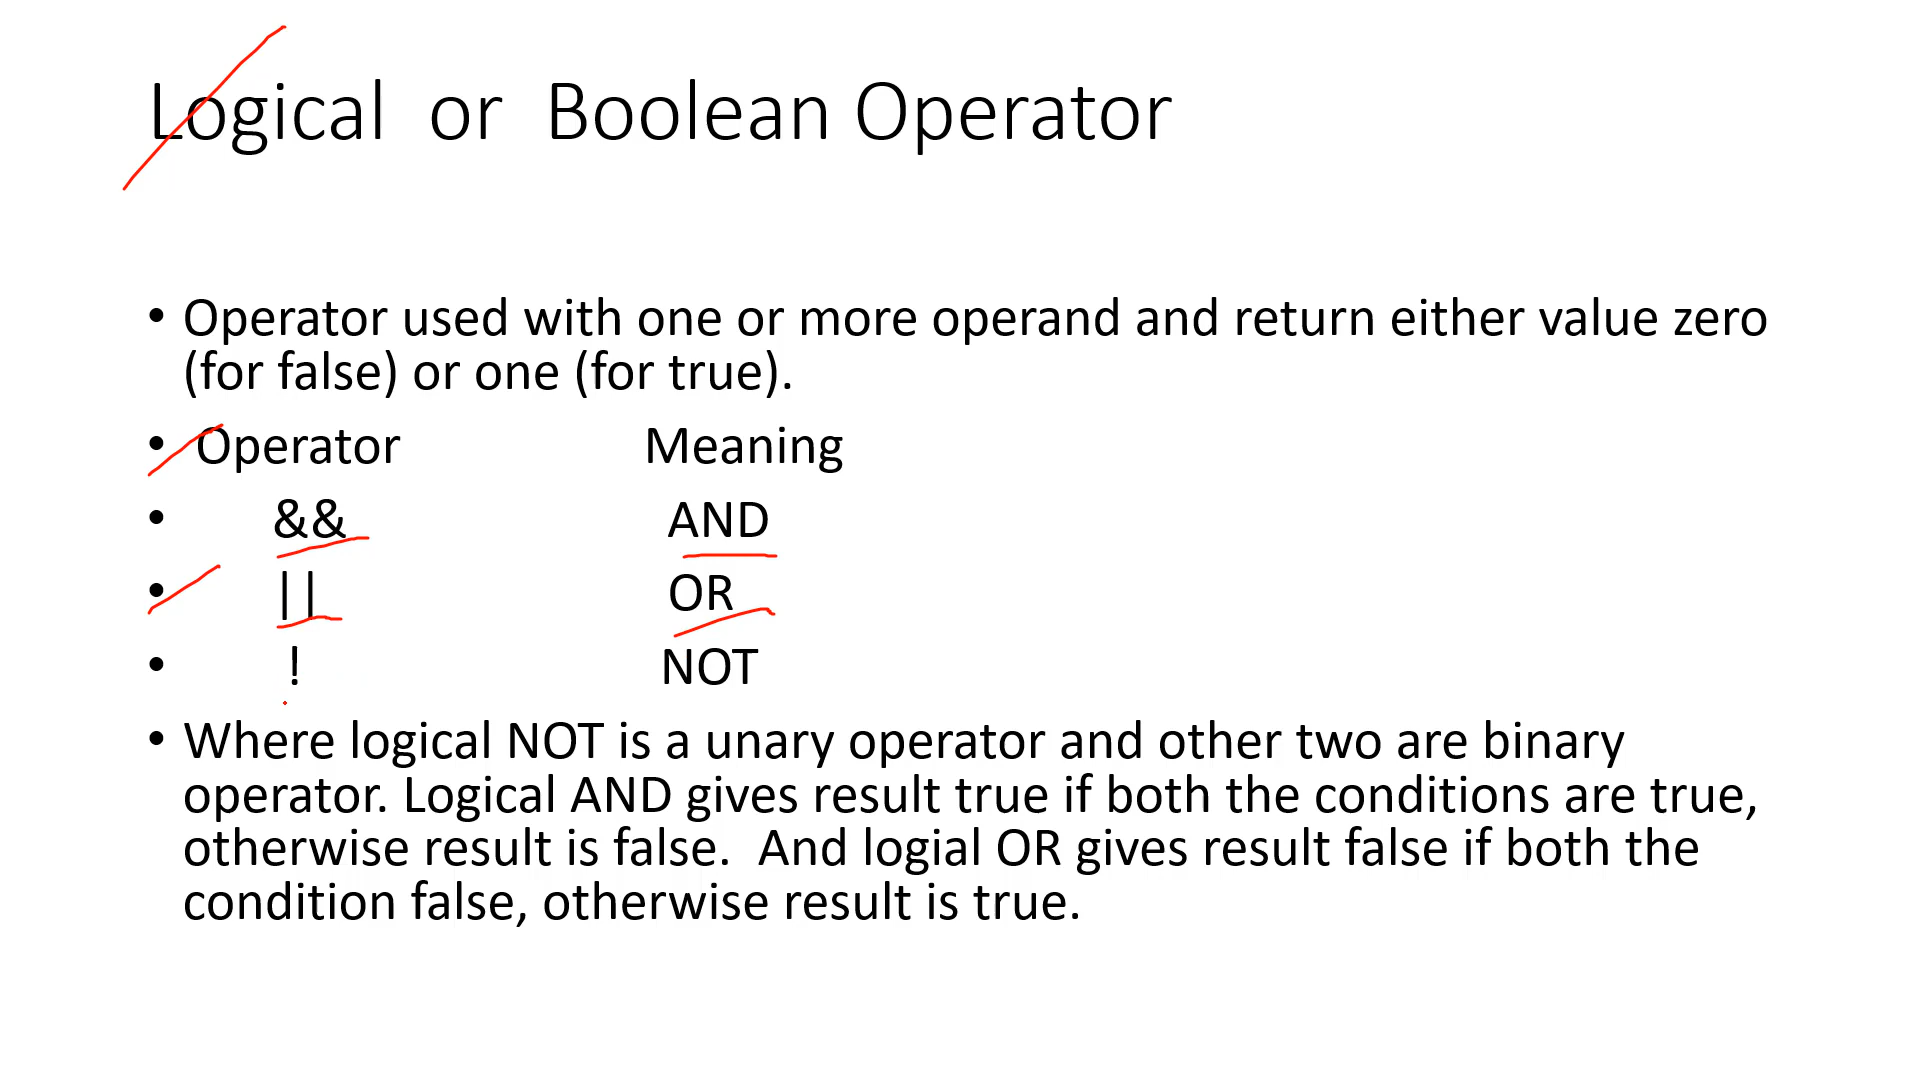 Logical or Boolean Operator
• Operator used with one or more operand and return either value zero
(for false) or one (for true).
• Operator Meaning
• && AND
• || OR
• ! NOT
• Where logical NOT is a unary operator and other two are binary
operator. Logical AND gives result true if both the conditions are true,
otherwise result is false. And logial OR gives result false if both the
condition false, otherwise result is true.